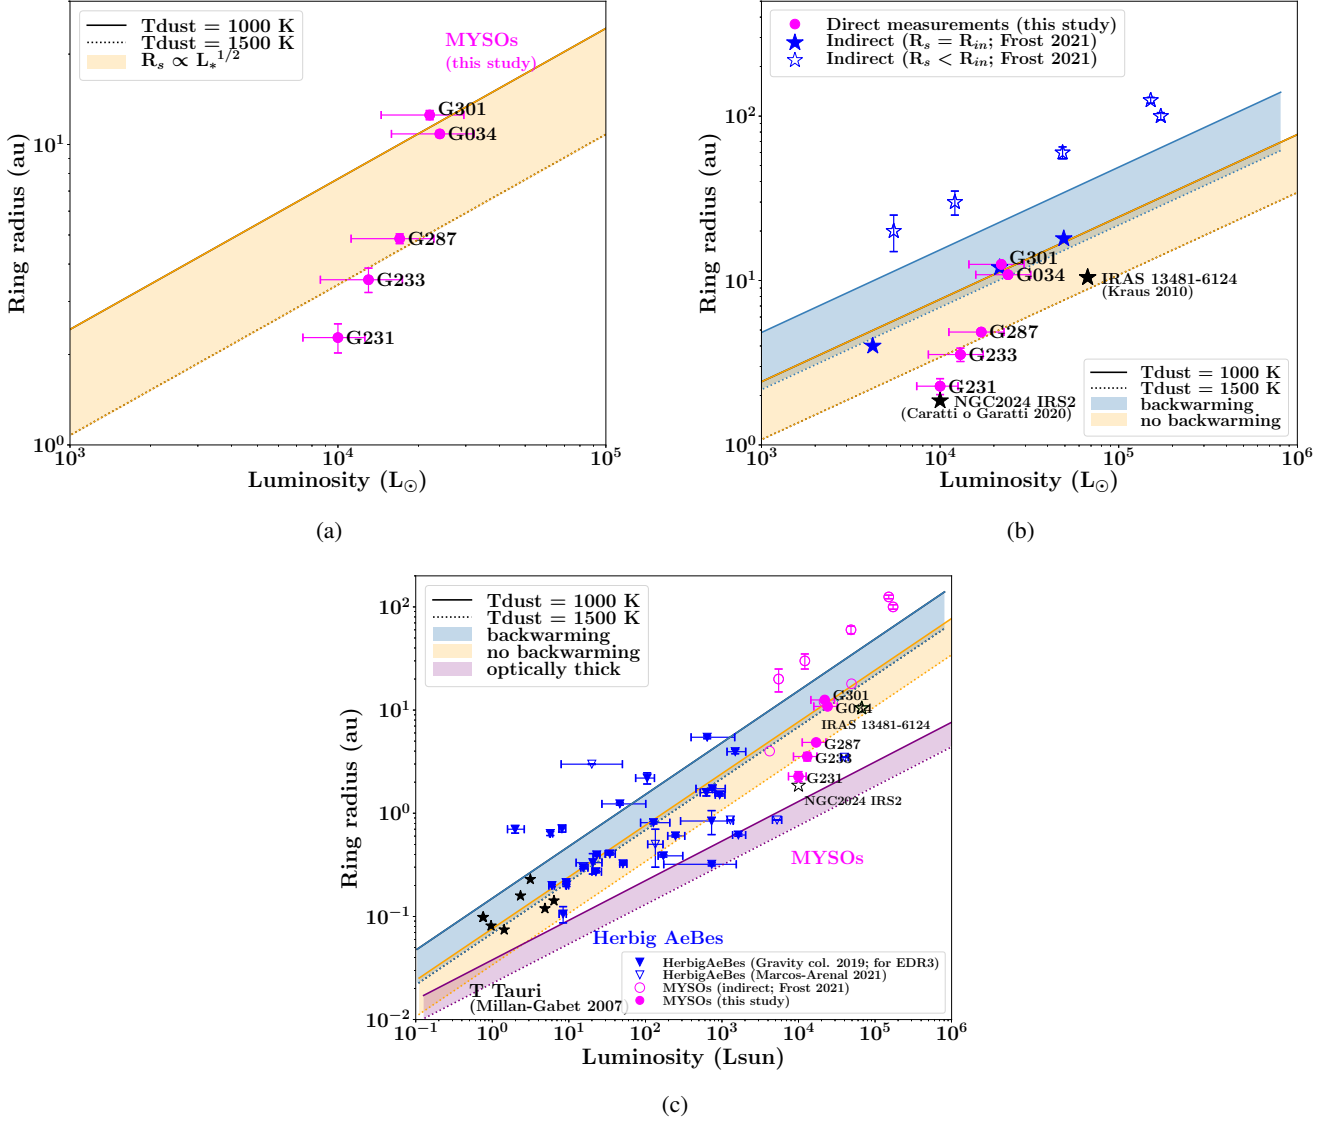 Tdust = 1000 K
Tdust = 1500 K
R_s ∝ L_*^{1/2}
MYSOs
(this study)
G301
G034
G287
G233
G231
10^1
10^0
Ring radius (au)
10^3
10^4
10^5
Luminosity (L_⊙)
(a)
Direct measurements (this study)
Indirect (R_s = R_in; Frost 2021)
Indirect (R_s < R_in; Frost 2021)
G301
G034
IRAS 13481-6124
(Kraus 2010)
G287
G233
G231
NGC2024 IRS2
(Caratti o Garatti 2020)
Tdust = 1000 K
Tdust = 1500 K
backwarming
no backwarming
10^2
10^1
10^0
Ring radius (au)
10^3
10^4
10^5
10^6
Luminosity (L_⊙)
(b)
Tdust = 1000 K
Tdust = 1500 K
backwarming
no backwarming
optically thick
G301
G034
IRAS 13481-6124
G287
G233
G231
NGC2024 IRS2
MYSOs
Herbig AeBes
T Tauri
(Millan-Gabet 2007)
HerbigAeBes (Gravity col. 2019; for EDR3)
HerbigAeBes (Marcos-Arenal 2021)
MYSOs (indirect; Frost 2021)
MYSOs (this study)
10^2
10^1
10^0
10^−1
10^−2
Ring radius (au)
10^−1
10^0
10^1
10^2
10^3
10^4
10^5
10^6
Luminosity (Lsun)
(c)